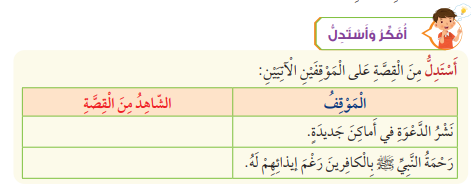 أُفَكِّرُ وَأَسْتَدِلُّ
أَسْتَدِلُّ مِنَ الْقِصَّةِ عَلى الْمَوْقِفَيْنِ الْآتِيَيْنِ:
الْمَوْقِفُ الشّاهِدُ مِنَ الْقِصَّةِ
نَشْرُ الدَّعْوَةِ في أَماكِنَ جَديدَةٍ.
رَحْمَةُ النَّبِيِّ ﷺ بِالْكافِرينَ رَغْمَ إيذائِهِمْ لَهُ.